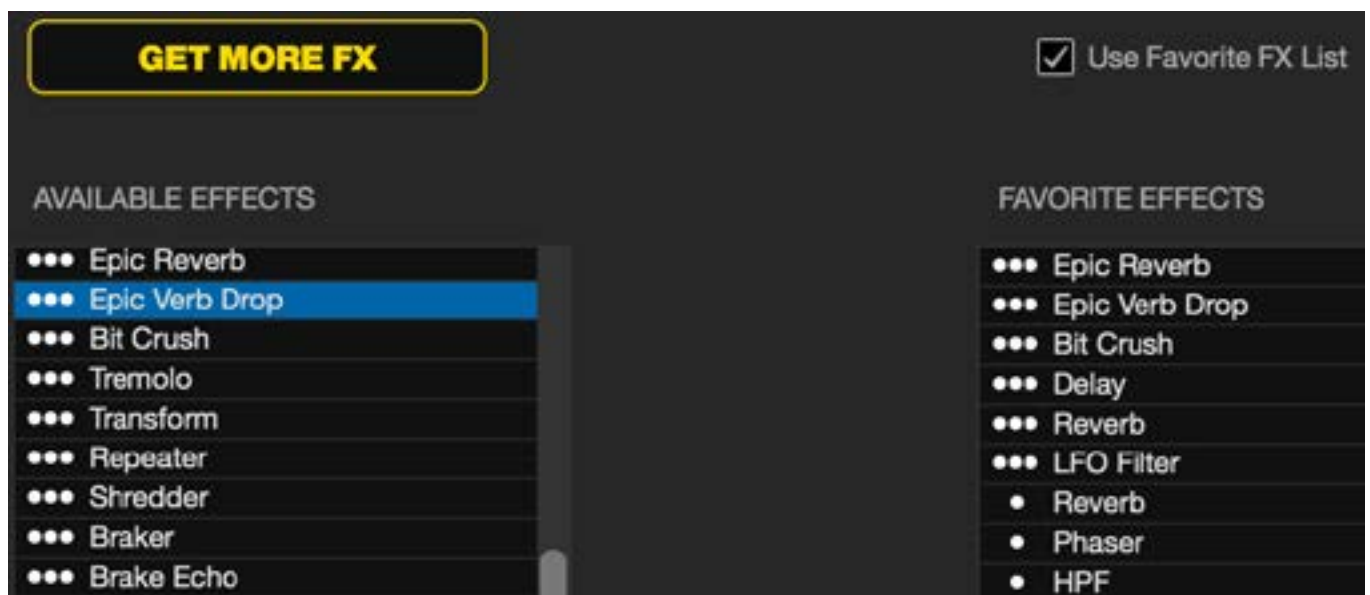 GET MORE FX
Use Favorite FX List
AVAILABLE EFFECTS
Epic Reverb
Epic Verb Drop
Bit Crush
Tremolo
Transform
Repeater
Shredder
Braker
Brake Echo
FAVORITE EFFECTS
Epic Reverb
Epic Verb Drop
Bit Crush
Delay
Reverb
LFO Filter
Reverb
Phaser
HPF